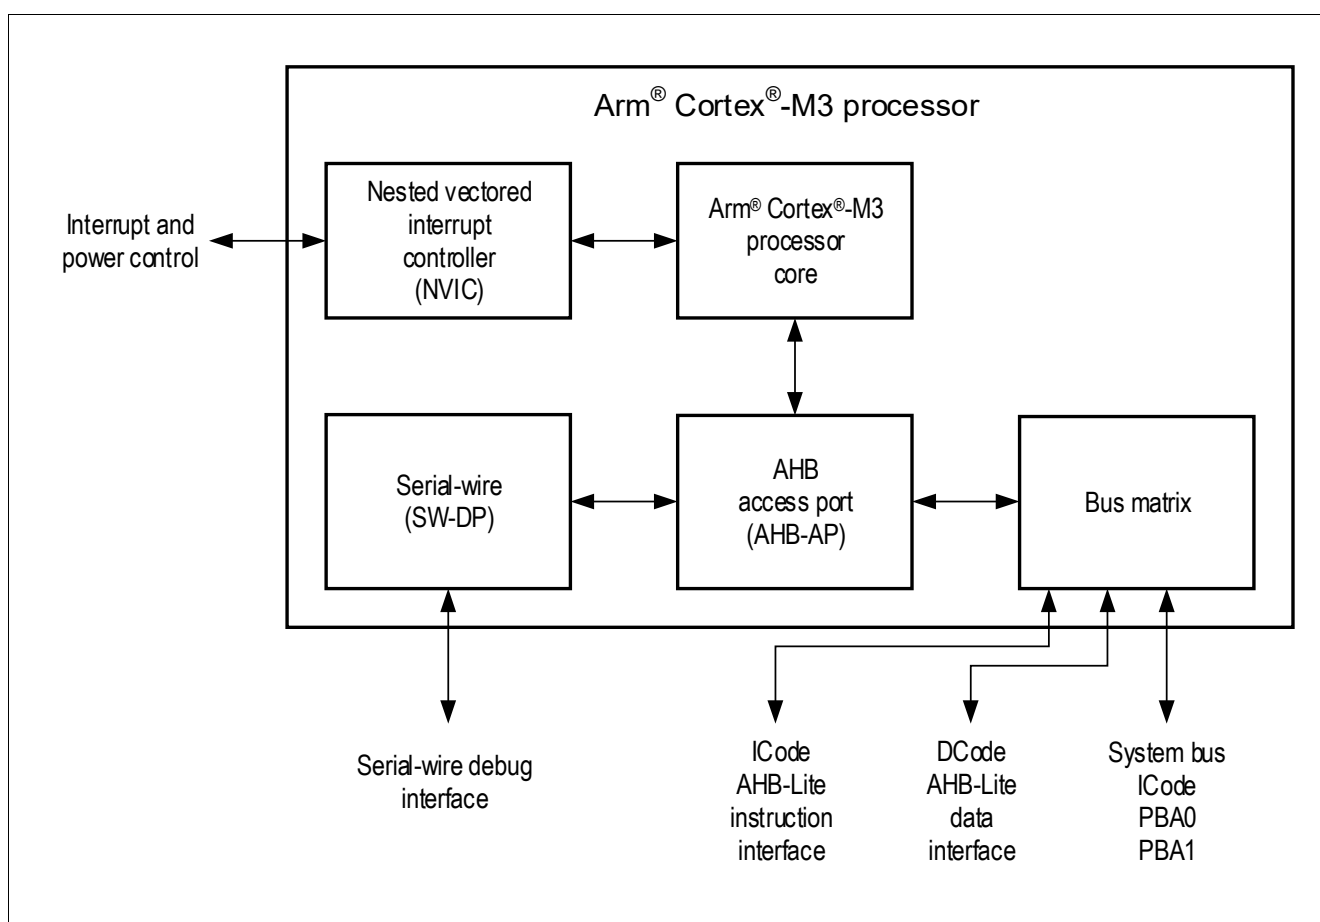 Arm® Cortex®-M3 processor
Nested vectored
interrupt
controller
(NVIC)
Arm® Cortex®-M3
processor
core
Interrupt and
power control
Serial-wire
(SW-DP)
AHB
access port
(AHB-AP)
Bus matrix
Serial-wire debug
interface
ICode
AHB-Lite
instruction
interface
DCode
AHB-Lite
data
interface
System bus
ICode
PBA0
PBA1